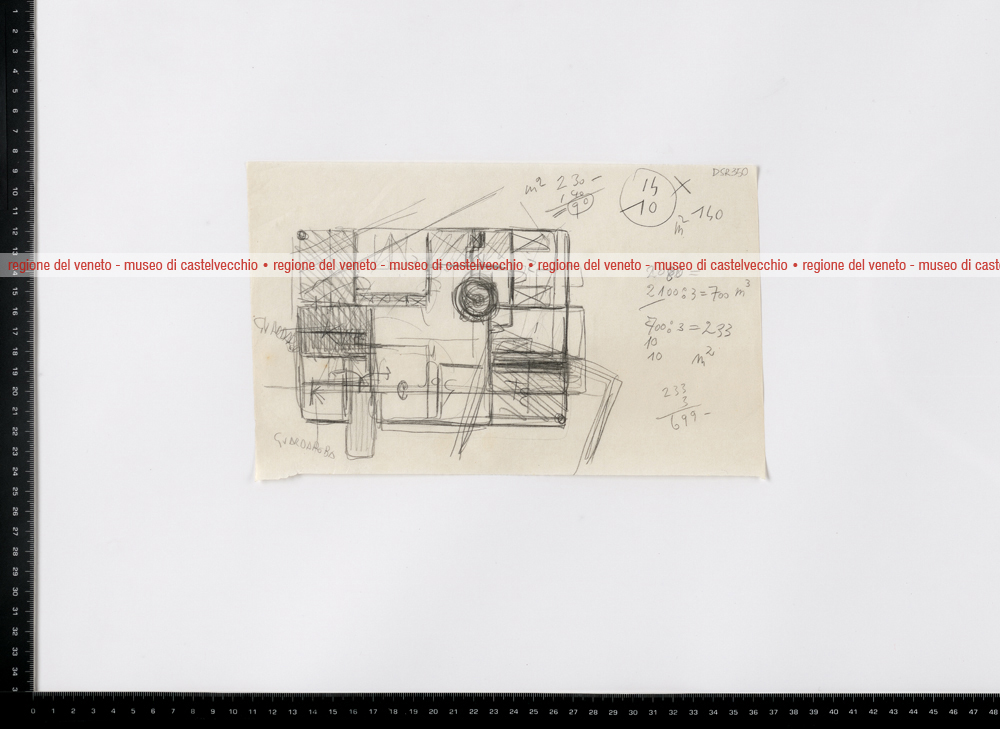 DSR350
m² 230 -
140
90
14
10
m² 140
regione del veneto - museo di castelvecchio • regione del veneto - museo di castelvecchio • regione del veneto - museo di castelvecchio • regione del veneto - museo di cast
2100:3=700 m³
700:3=233
10
10 m²
233
3
699 -
GUARDAROBA
1 2 3 4 5 6 7 8 9 10 11 12 13 14 15 16 17 18 19 20 21 22 23 24 25 26 27 28 29 30 31 32 33 34 3
0 1 2 3 4 5 6 7 8 9 10 11 12 13 14 15 16 17 18 19 20 21 22 23 24 25 26 27 28 29 30 31 32 33 34 35 36 37 38 39 40 41 42 43 44 45 46 47 48